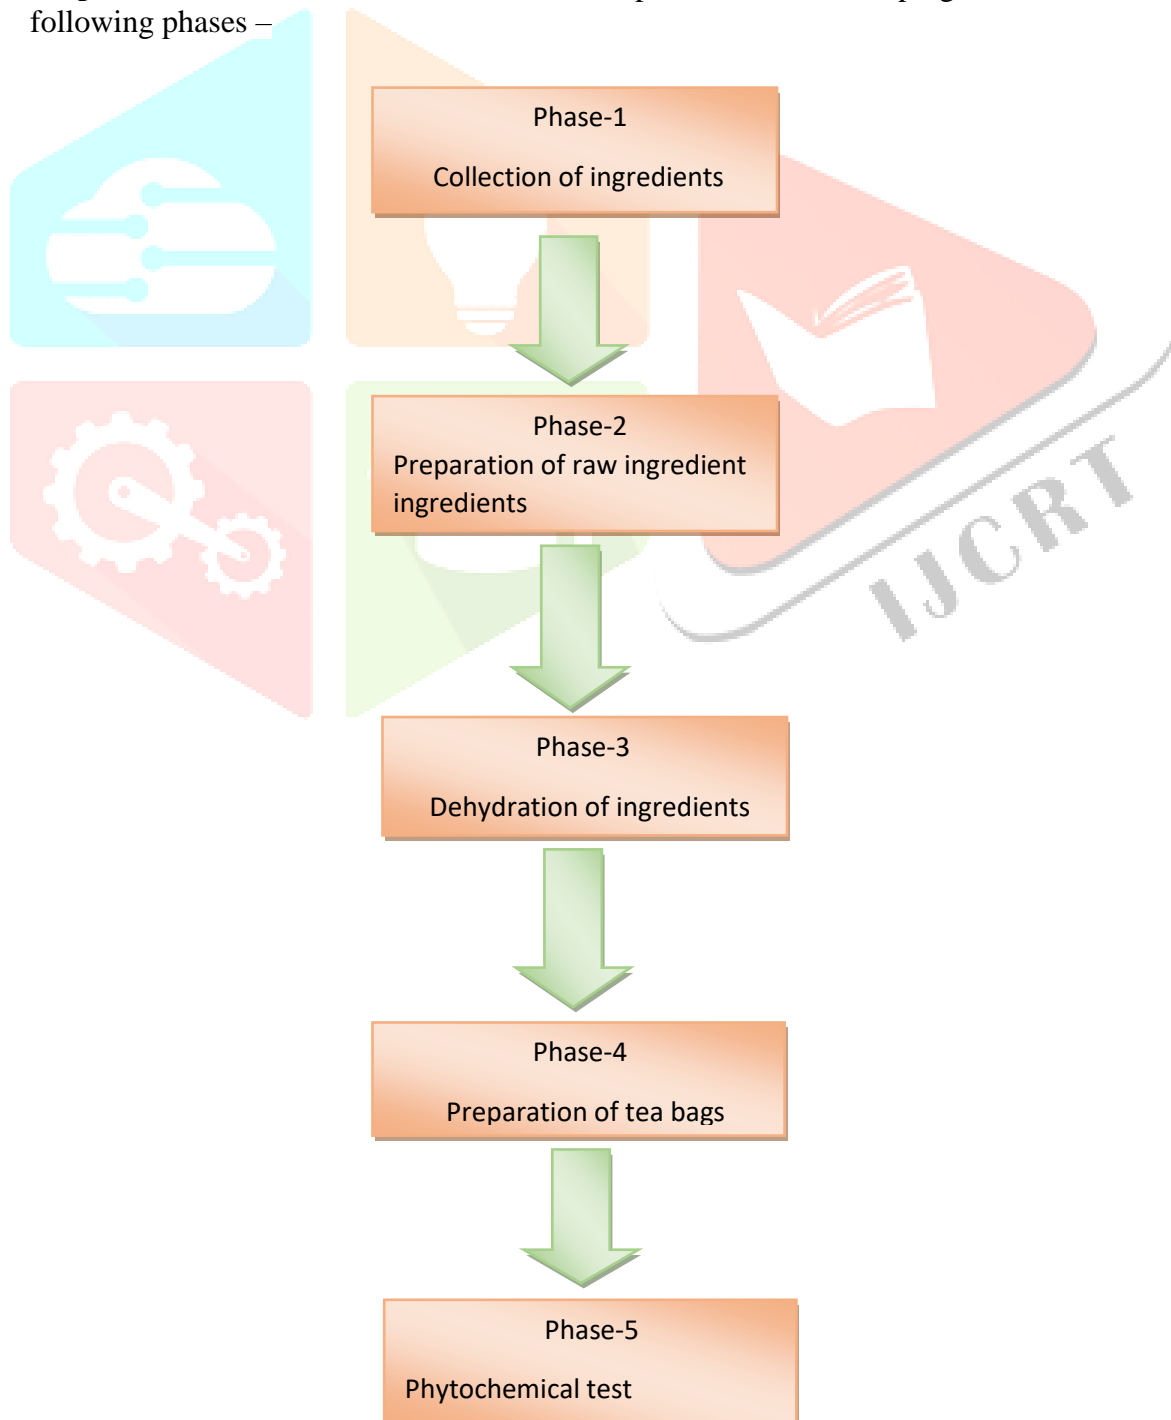 following phases –
Phase-1
Collection of ingredients
Phase-2
Preparation of raw ingredient
ingredients
IJCRT
Phase-3
Dehydration of ingredients
Phase-4
Preparation of tea bags
Phase-5
Phytochemical test